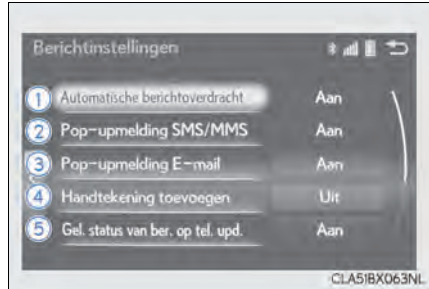 Berichtinstellingen
1 Automatische berichtoverdracht Aan
2 Pop-upmelding SMS/MMS Aan
3 Pop-upmelding E-mail Aan
4 Handtekening toevoegen Uit
5 Gel. status van ber. op tel. upd. Aan
CLA51BX063NL